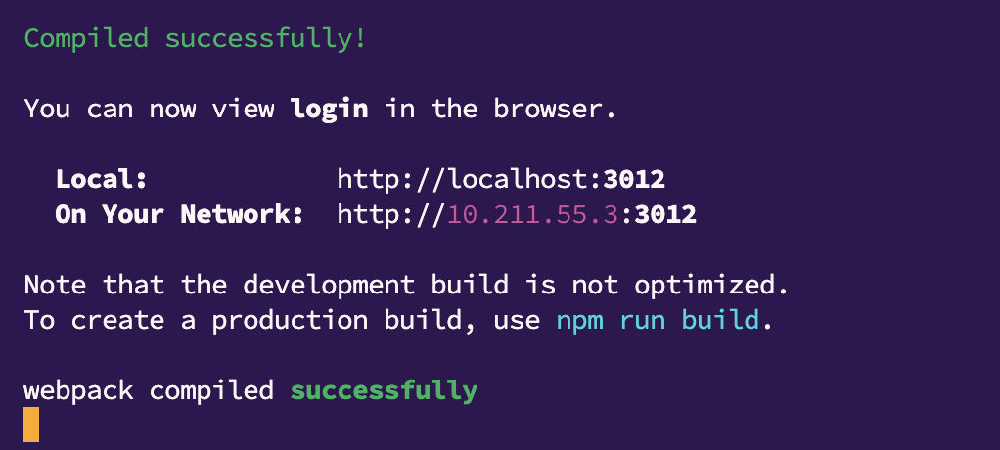 Compiled successfully!
You can now view login in the browser.
Local: http://localhost:3012
On Your Network: http://10.211.55.3:3012
Note that the development build is not optimized.
To create a production build, use npm run build.
webpack compiled successfully